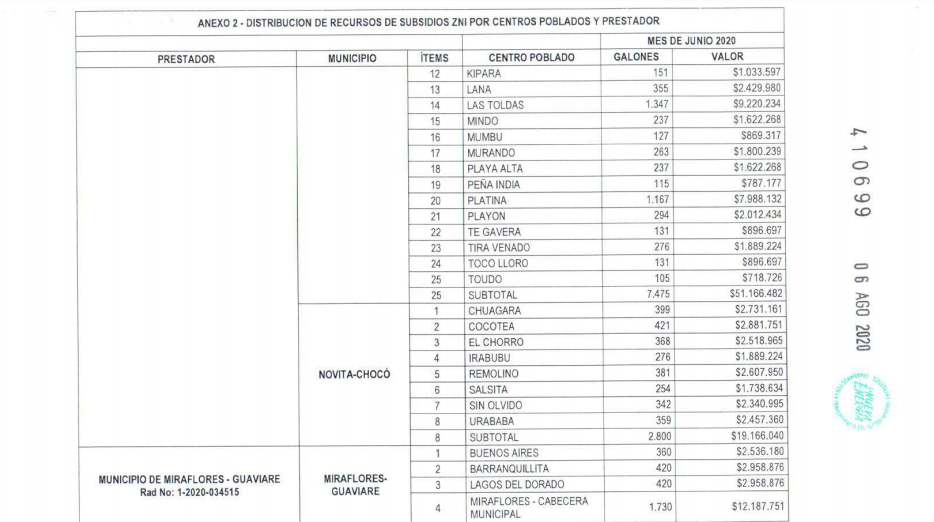 ANEXO 2 - DISTRIBUCION DE RECURSOS DE SUBSIDIOS ZNI POR CENTROS POBLADOS Y PRESTADOR
MES DE JUNIO 2020
PRESTADOR MUNICIPIO ÍTEMS CENTRO POBLADO GALONES VALOR
12 KIPARA 151 $1.033.597
13 LANA 355 $2.429.980
14 LAS TOLDAS 1.347 $9.220.234
15 MINDO 237 $1.622.268
16 MUMBU 127 $869.317
17 MURANDO 263 $1.800.239
18 PLAYA ALTA 237 $1.622.268
19 PEÑA INDIA 115 $787.177
20 PLATINA 1.167 $7.988.132
21 PLAYON 294 $2.012.434
22 TE GAVERA 131 $896.697
23 TIRA VENADO 276 $1.889.224
24 TOCO LLORO 131 $896.697
25 TOUDO 105 $718.726
25 SUBTOTAL 7.475 $51.166.482
NOVITA-CHOCÓ
1 CHUAGARA 399 $2.731.161
2 COCOTEA 421 $2.881.751
3 EL CHORRO 368 $2.518.965
4 IRABUBU 276 $1.889.224
5 REMOLINO 381 $2.607.950
6 SALSITA 254 $1.738.634
7 SIN OLVIDO 342 $2.340.995
8 URABABA 359 $2.457.360
8 SUBTOTAL 2.800 $19.166.040
MUNICIPIO DE MIRAFLORES - GUAVIARE
Rad No: 1-2020-034515
MIRAFLORES-
GUAVIARE
1 BUENOS AIRES 360 $2.536.180
2 BARRANQUILLITA 420 $2.958.876
3 LAGOS DEL DORADO 420 $2.958.876
4 MIRAFLORES - CABECERA
MUNICIPAL 1.730 $12.187.751
410699
06 AGO 2020